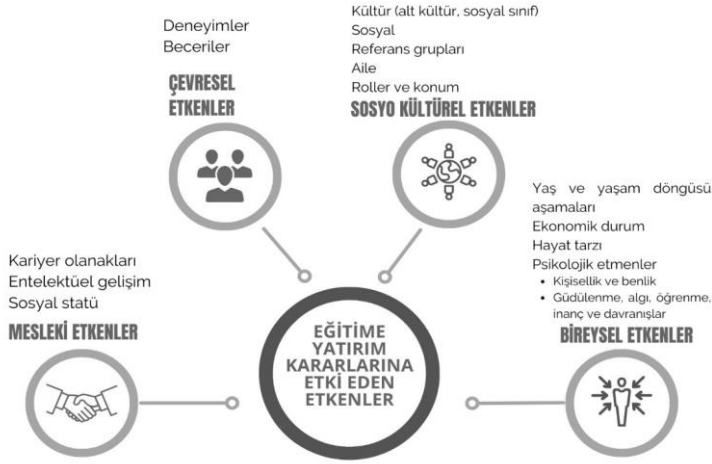 Deneyimler
Beceriler
ÇEVRESEL
ETKENLER
Kültür (alt kültür, sosyal sınıf)
Sosyal
Referans grupları
Aile
Roller ve konum
SOSYO KÜLTÜREL ETKENLER
Kariyer olanakları
Entelektüel gelişim
Sosyal statü
MESLEKİ ETKENLER
EĞİTİME
YATIRIM
KARARLARINA
ETKİ EDEN
ETKENLER
Yaş ve yaşam döngüsü
aşamaları
Ekonomik durum
Hayat tarzı
Psikolojik etmenler
• Kişisellik ve benlik
• Güdülenme, algı, öğrenme,
inanç ve davranışlar
BİREYSEL ETKENLER